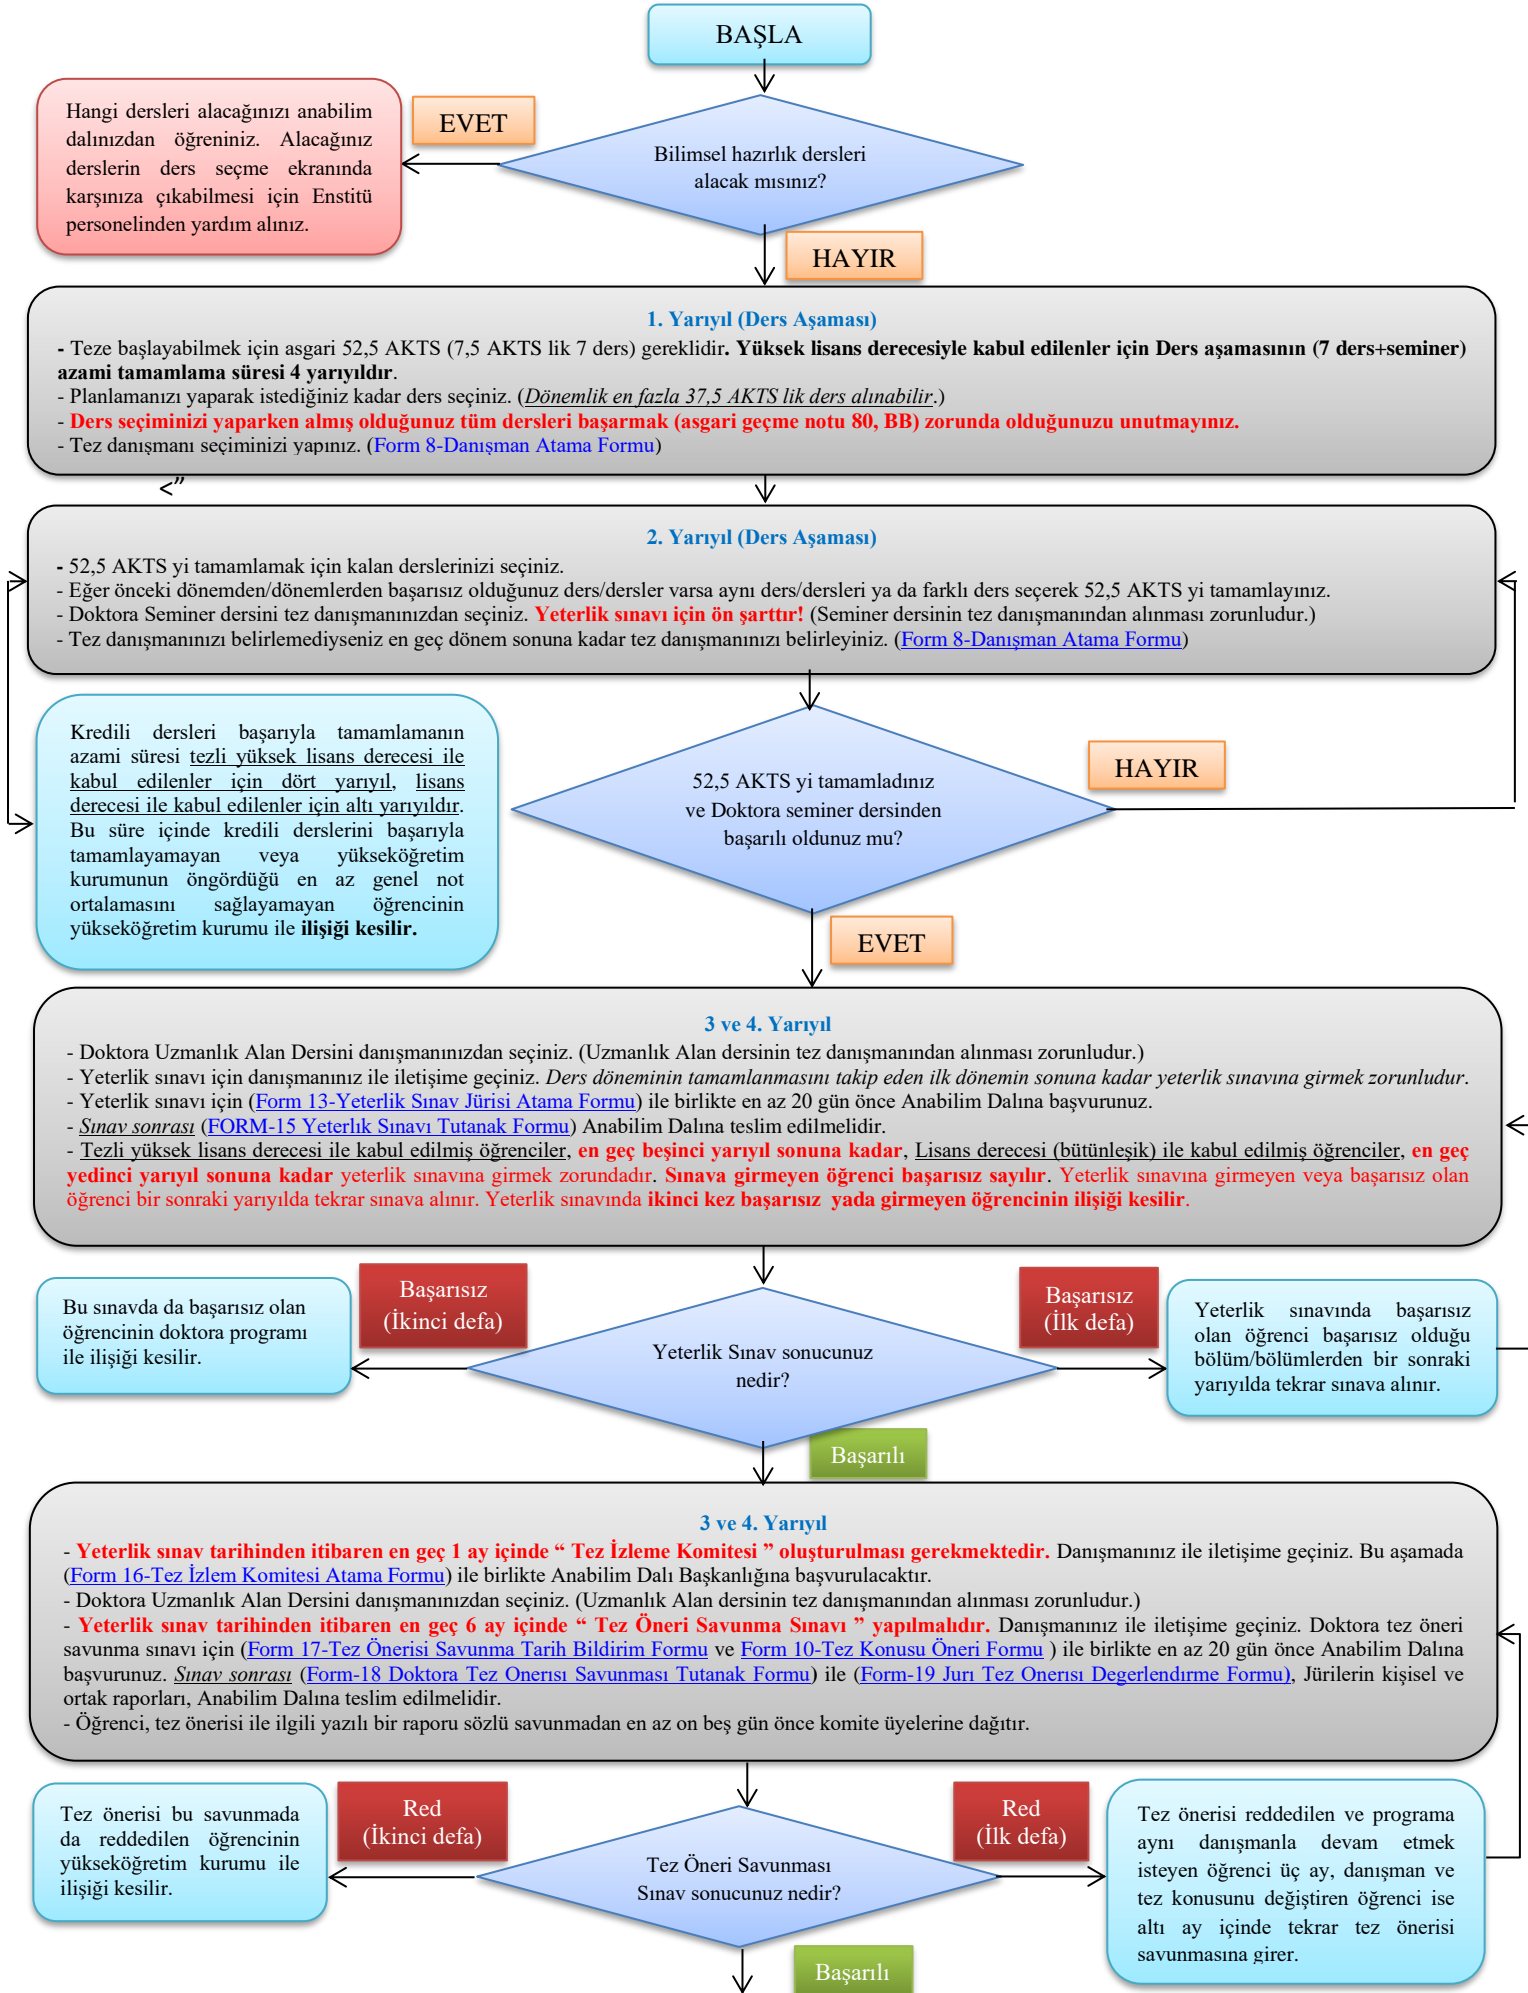 BAŞLA
Hangi dersleri alacağınızı anabilim
dalınızdan öğreniniz. Alacağınız
derslerin ders seçme ekranında
karşınıza çıkabilmesi için Enstitü
personelinden yardım alınız.
EVET
Bilimsel hazırlık dersleri
alacak mısınız?
HAYIR
1. Yarıyıl (Ders Aşaması)
- Teze başlayabilmek için asgari 52,5 AKTS (7,5 AKTS lik 7 ders) gereklidir. Yüksek lisans derecesiyle kabul edilenler için Ders aşamasının (7 ders+seminer)
azami tamamlama süresi 4 yarıyıldır.
- Planlamanızı yaparak istediğiniz kadar ders seçiniz. (Dönemlik en fazla 37,5 AKTS lik ders alınabilir.)
- Ders seçiminizi yaparken almış olduğunuz tüm dersleri başarmak (asgari geçme notu 80, BB) zorunda olduğunuzu unutmayınız.
- Tez danışmanı seçiminizi yapınız. (Form 8-Danışman Atama Formu)
<”
2. Yarıyıl (Ders Aşaması)
- 52,5 AKTS yi tamamlamak için kalan derslerinizi seçiniz.
- Eğer önceki dönemden/dönemlerden başarısız olduğunuz ders/dersler varsa aynı ders/dersleri ya da farklı ders seçerek 52,5 AKTS yi tamamlayınız.
- Doktora Seminer dersini tez danışmanınızdan seçiniz. Yeterlik sınavı için ön şarttır! (Seminer dersinin tez danışmanından alınması zorunludur.)
- Tez danışmanınızı belirlemediyseniz en geç dönem sonuna kadar tez danışmanınızı belirleyiniz. (Form 8-Danışman Atama Formu)
Kredili dersleri başarıyla tamamlamanın
azami süresi tezli yüksek lisans derecesi ile
kabul edilenler için dört yarıyıl, lisans
derecesi ile kabul edilenler için altı yarıyıldır.
Bu süre içinde kredili derslerini başarıyla
tamamlayamayan veya yükseköğretim
kurumunun öngördüğü en az genel not
ortalamasını sağlayamayan öğrencinin
yükseköğretim kurumu ile ilişiği kesilir.
52,5 AKTS yi tamamladınız
ve Doktora seminer dersinden
başarılı oldunuz mu?
HAYIR
EVET
3 ve 4. Yarıyıl
- Doktora Uzmanlık Alan Dersini danışmanınızdan seçiniz. (Uzmanlık Alan dersinin tez danışmanından alınması zorunludur.)
- Yeterlik sınavı için danışmanınız ile iletişime geçiniz. Ders döneminin tamamlanmasını takip eden ilk dönemin sonuna kadar yeterlik sınavına girmek zorunludur.
- Yeterlik sınavı için (Form 13-Yeterlik Sınav Jürisi Atama Formu) ile birlikte en az 20 gün önce Anabilim Dalına başvurunuz.
- Sınav sonrası (FORM-15 Yeterlık Sınavı Tutanak Formu) Anabilim Dalına teslim edilmelidir.
- Tezli yüksek lisans derecesi ile kabul edilmiş öğrenciler, en geç beşinci yarıyıl sonuna kadar, Lisans derecesi (bütünleşik) ile kabul edilmiş öğrenciler, en geç
yedinci yarıyıl sonuna kadar yeterlik sınavına girmek zorundadır. Sınava girmeyen öğrenci başarısız sayılır. Yeterlik sınavına girmeyen veya başarısız olan
öğrenci bir sonraki yarıyılda tekrar sınava alınır. Yeterlik sınavında ikinci kez başarısız yada girmeyen öğrencinin ilişiği kesilir.
Bu sınavda da başarısız olan
öğrencinin doktora programı
ile ilişiği kesilir.
Başarısız
(İkinci defa)
Yeterlik Sınav sonucunuz
nedir?
Başarısız
(İlk defa)
Yeterlik sınavında başarısız
olan öğrenci başarısız olduğu
bölüm/bölümlerden bir sonraki
yarıyılda tekrar sınava alınır.
Başarılı
3 ve 4. Yarıyıl
- Yeterlik sınav tarihinden itibaren en geç 1 ay içinde “ Tez İzleme Komitesi ” oluşturulması gerekmektedir. Danışmanınız ile iletişime geçiniz. Bu aşamada
(Form 16-Tez İzlem Komitesi Atama Formu) ile birlikte Anabilim Dalı Başkanlığına başvurulacaktır.
- Doktora Uzmanlık Alan Dersini danışmanınızdan seçiniz. (Uzmanlık Alan dersinin tez danışmanından alınması zorunludur.)
- Yeterlik sınav tarihinden itibaren en geç 6 ay içinde “ Tez Öneri Savunma Sınavı ” yapılmalıdır. Danışmanınız ile iletişime geçiniz. Doktora tez öneri
savunma sınavı için (Form 17-Tez Önerisi Savunma Tarih Bildirim Formu ve Form 10-Tez Konusu Öneri Formu ) ile birlikte en az 20 gün önce Anabilim Dalına
başvurunuz. Sınav sonrası (Form-18 Doktora Tez Onerısı Savunması Tutanak Formu) ile (Form-19 Jurı Tez Onerısı Degerlendırme Formu), Jürilerin kişisel ve
ortak raporları, Anabilim Dalına teslim edilmelidir.
- Öğrenci, tez önerisi ile ilgili yazılı bir raporu sözlü savunmadan en az on beş gün önce komite üyelerine dağıtır.
Tez önerisi bu savunmada
da reddedilen öğrencinin
yükseköğretim kurumu ile
ilişiği kesilir.
Red
(İkinci defa)
Tez Öneri Savunması
Sınav sonucunuz nedir?
Red
(İlk defa)
Tez önerisi reddedilen ve programa
aynı danışmanla devam etmek
isteyen öğrenci üç ay, danışman ve
tez konusunu değiştiren öğrenci ise
altı ay içinde tekrar tez önerisi
savunmasına girer.
Başarılı